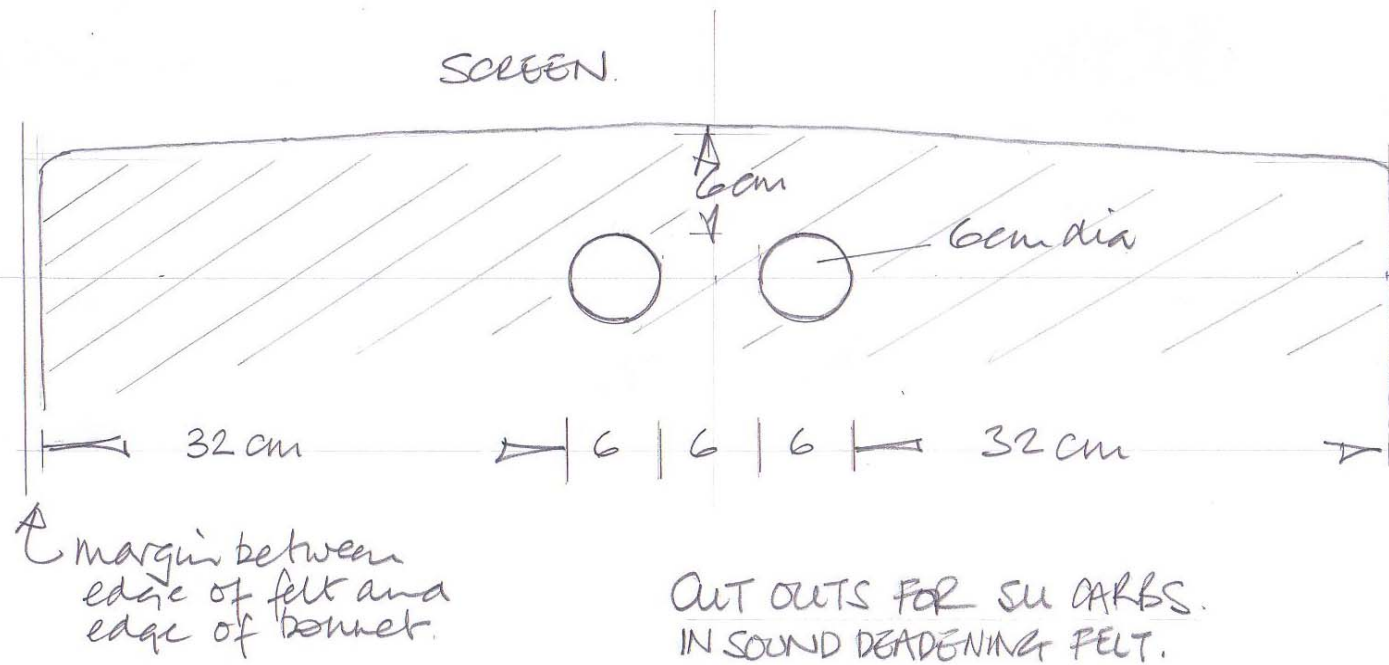 SCREEN.
6cm
6cm dia
32 cm
6
6
6
32 cm
margin between
edge of felt and
edge of bonnet.
CUT OUTS FOR SU CARBS.
IN SOUND DEADENING FELT.